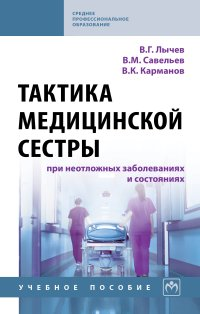 СРЕДНЕЕ
ПРОФЕССИОНАЛЬНОЕ
ОБРАЗОВАНИЕ
В.Г. Лычев
В.М. Савельев
В.К. Карманов
ТАКТИКА
МЕДИЦИНСКОЙ
СЕСТРЫ
при неотложных заболеваниях
и состояниях
УЧЕБНОЕ ПОСОБИЕ